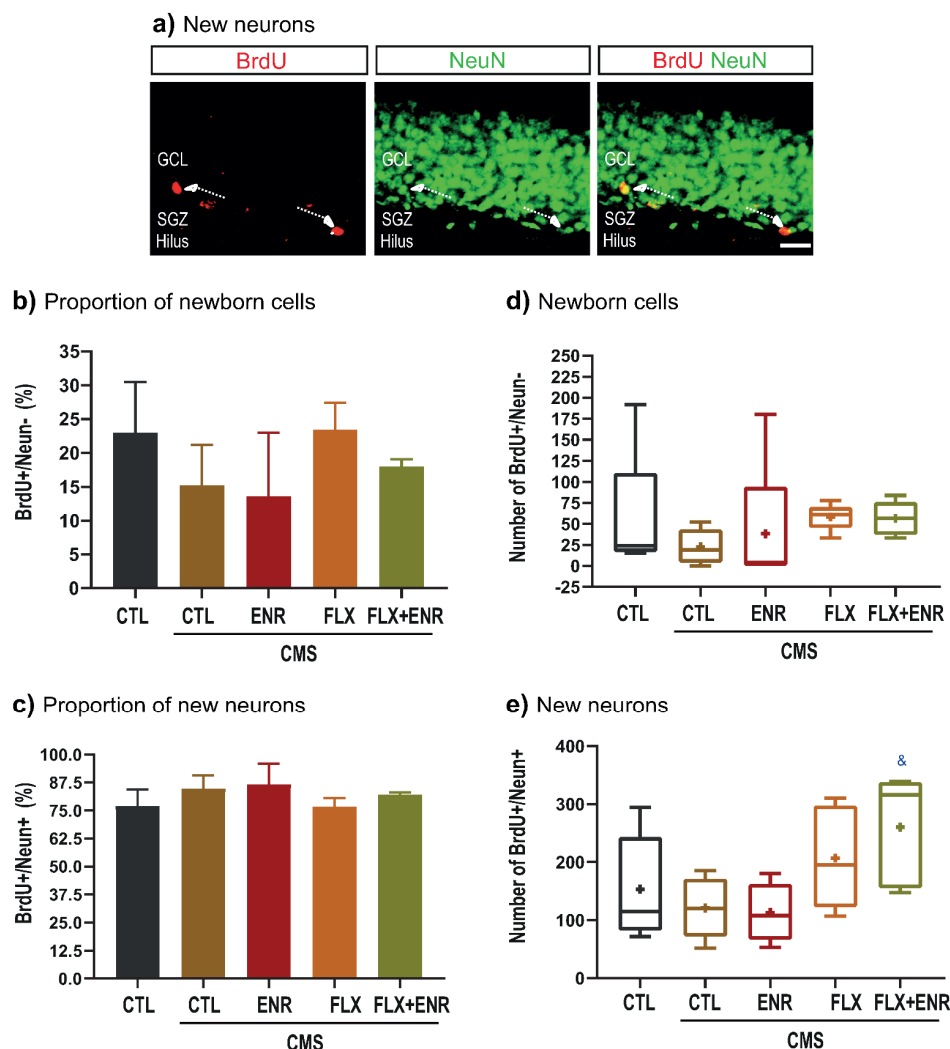 a) New neurons
BrdU
NeuN
BrdU NeuN
GCL
SGZ
Hilus
GCL
SGZ
Hilus
GCL
SGZ
Hilus
b) Proportion of newborn cells
BrdU+/Neun- (%)
35
30
25
20
15
10
5
0
CTL CTL ENR FLX FLX+ENR
CMS
d) Newborn cells
Number of BrdU+/Neun-
250
225
200
175
150
125
100
75
50
25
0
-25
CTL CTL ENR FLX FLX+ENR
CMS
c) Proportion of new neurons
BrdU+/Neun+ (%)
100.0
87.5
75.0
62.5
50.0
37.5
25.0
12.5
0.0
CTL CTL ENR FLX FLX+ENR
CMS
e) New neurons
Number of BrdU+/Neun+
400
300
200
100
0
&
CTL CTL ENR FLX FLX+ENR
CMS